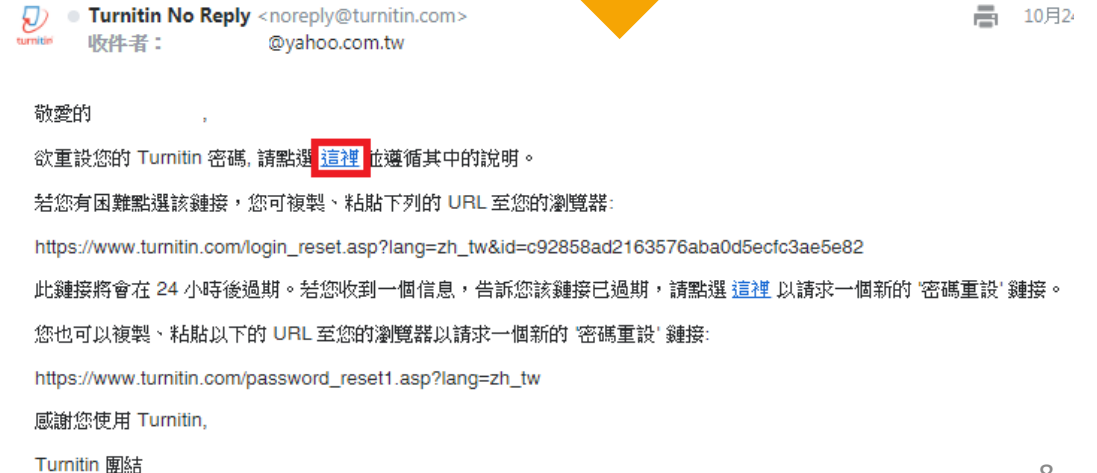 Turnitin No Reply <noreply@turnitin.com>
10月24
turnitin
收件者： @yahoo.com.tw
敬愛的 ,
欲重設您的 Turnitin 密碼, 請點選 這裡 並遵循其中的說明。
若您有困難點選該鏈接，您可複製、粘貼下列的 URL 至您的瀏覽器:
https://www.turnitin.com/login_reset.asp?lang=zh_tw&id=c92858ad2163576aba0d5ecfc3ae5e82
此鏈接將會在 24 小時後過期。若您收到一個信息，告訴您該鏈接已過期，請點選 這裡 以請求一個新的 '密碼重設' 鏈接。
您也可以複製、粘貼以下的 URL 至您的瀏覽器以請求一個新的 '密碼重設' 鏈接:
https://www.turnitin.com/password_reset1.asp?lang=zh_tw
感謝您使用 Turnitin,
Turnitin 團結